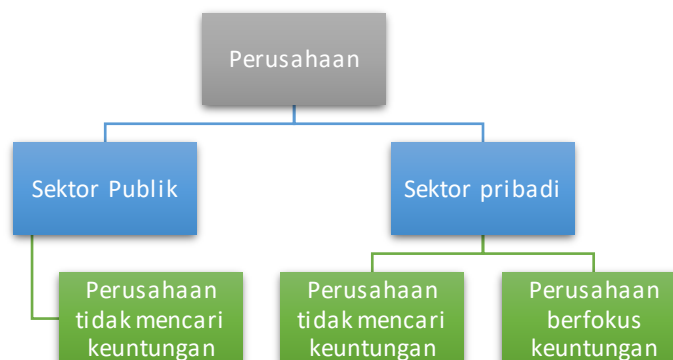 Perusahaan
Sektor Publik
Sektor pribadi
Perusahaan
tidak mencari
keuntungan
Perusahaan
tidak mencari
keuntungan
Perusahaan
berfokus
keuntungan